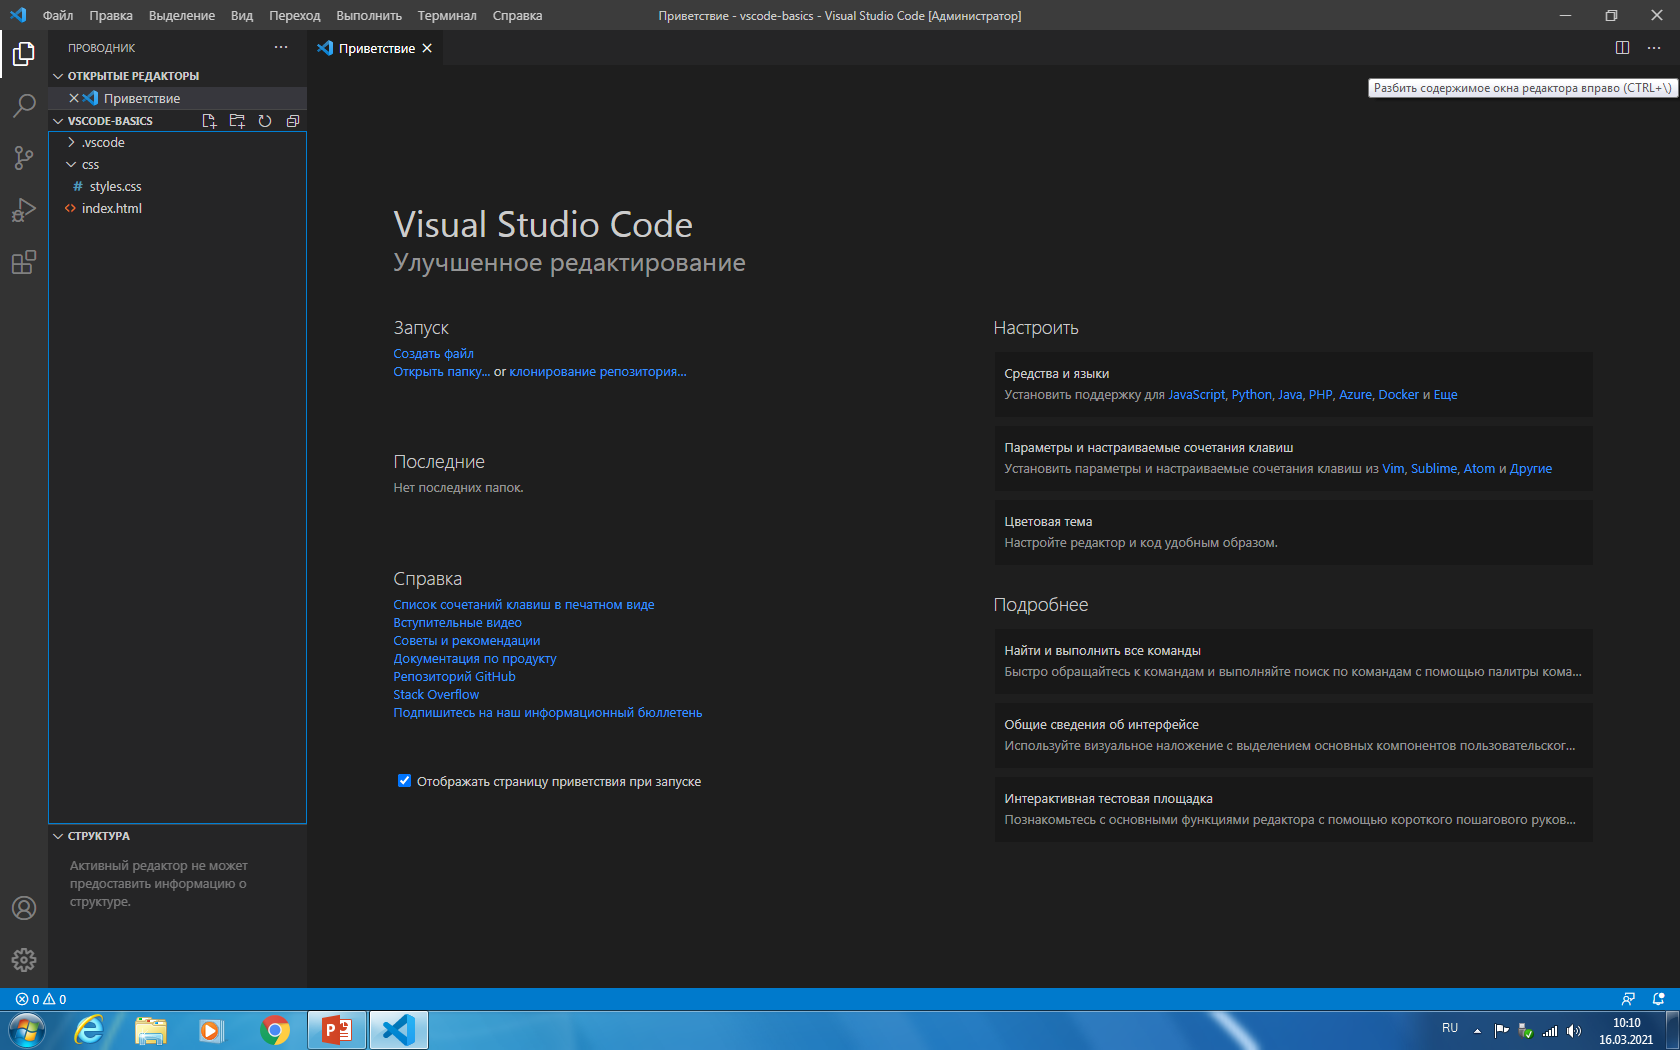 Файл Правка Выделение Вид Переход Выполнить Терминал Справка
Приветствие - vscode-basics - Visual Studio Code [Администратор]
ПРОВОДНИК
Приветствие
Разбить содержимое окна редактора вправо (CTRL+\)
ОТКРЫТЫЕ РЕДАКТОРЫ
Приветствие
VSCODE-BASICS
.vscode
css
# styles.css
<> index.html
Visual Studio Code
Улучшенное редактирование
Запуск
Создать файл
Открыть папку... or клонирование репозитория...
Последние
Нет последних папок.
Справка
Список сочетаний клавиш в печатном виде
Вступительные видео
Советы и рекомендации
Документация по продукту
Репозиторий GitHub
Stack Overflow
Подпишитесь на наш информационный бюллетень
Отображать страницу приветствия при запуске
Настроить
Средства и языки
Установить поддержку для JavaScript, Python, Java, PHP, Azure, Docker и Еще
Параметры и настраиваемые сочетания клавиш
Установить параметры и настраиваемые сочетания клавиш из Vim, Sublime, Atom и Другие
Цветовая тема
Настройте редактор и код удобным образом.
Подробнее
Найти и выполнить все команды
Быстро обращайтесь к командам и выполняйте поиск по командам с помощью палитры кома...
Общие сведения об интерфейсе
Используйте визуальное наложение с выделением основных компонентов пользовательског...
Интерактивная тестовая площадка
Познакомьтесь с основными функциями редактора с помощью короткого пошагового руков...
СТРУКТУРА
Активный редактор не может
предоставить информацию о
структуре.
0 0
RU
10:10
16.03.2021